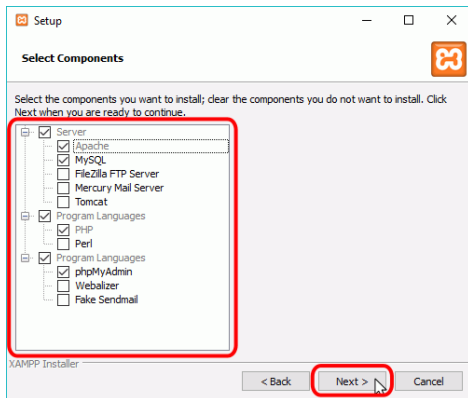 Setup
Select Components
Select the components you want to install; clear the components you do not want to install. Click
Next when you are ready to continue.
Server
Apache
MySQL
FileZilla FTP Server
Mercury Mail Server
Tomcat
Program Languages
PHP
Perl
Program Languages
phpMyAdmin
Webalizer
Fake Sendmail
XAMPP Installer
< Back Next > Cancel